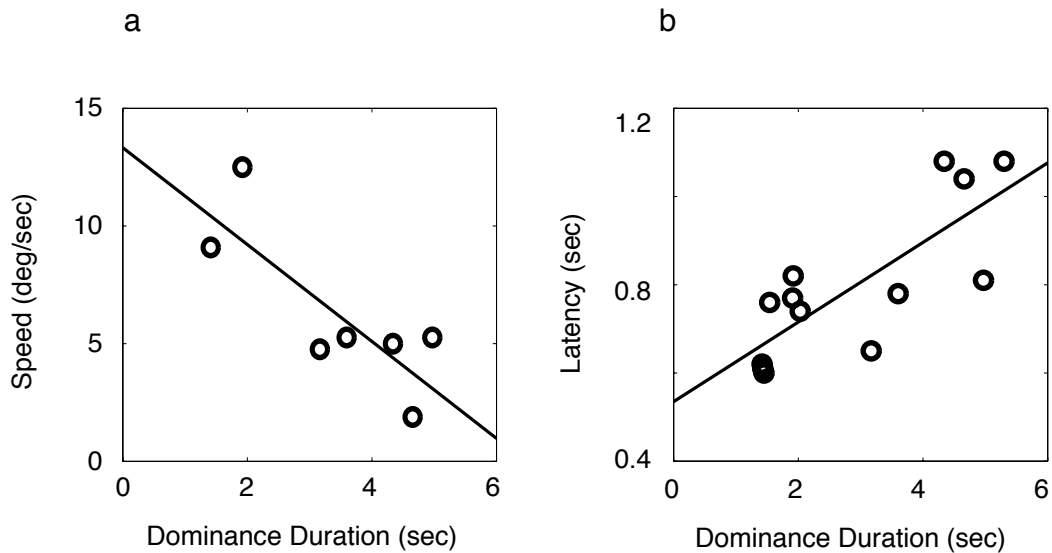 a
b
15
10
5
0
Speed (deg/sec)
0
2
4
6
Dominance Duration (sec)
1.2
0.8
0.4
Latency (sec)
0
2
4
6
Dominance Duration (sec)